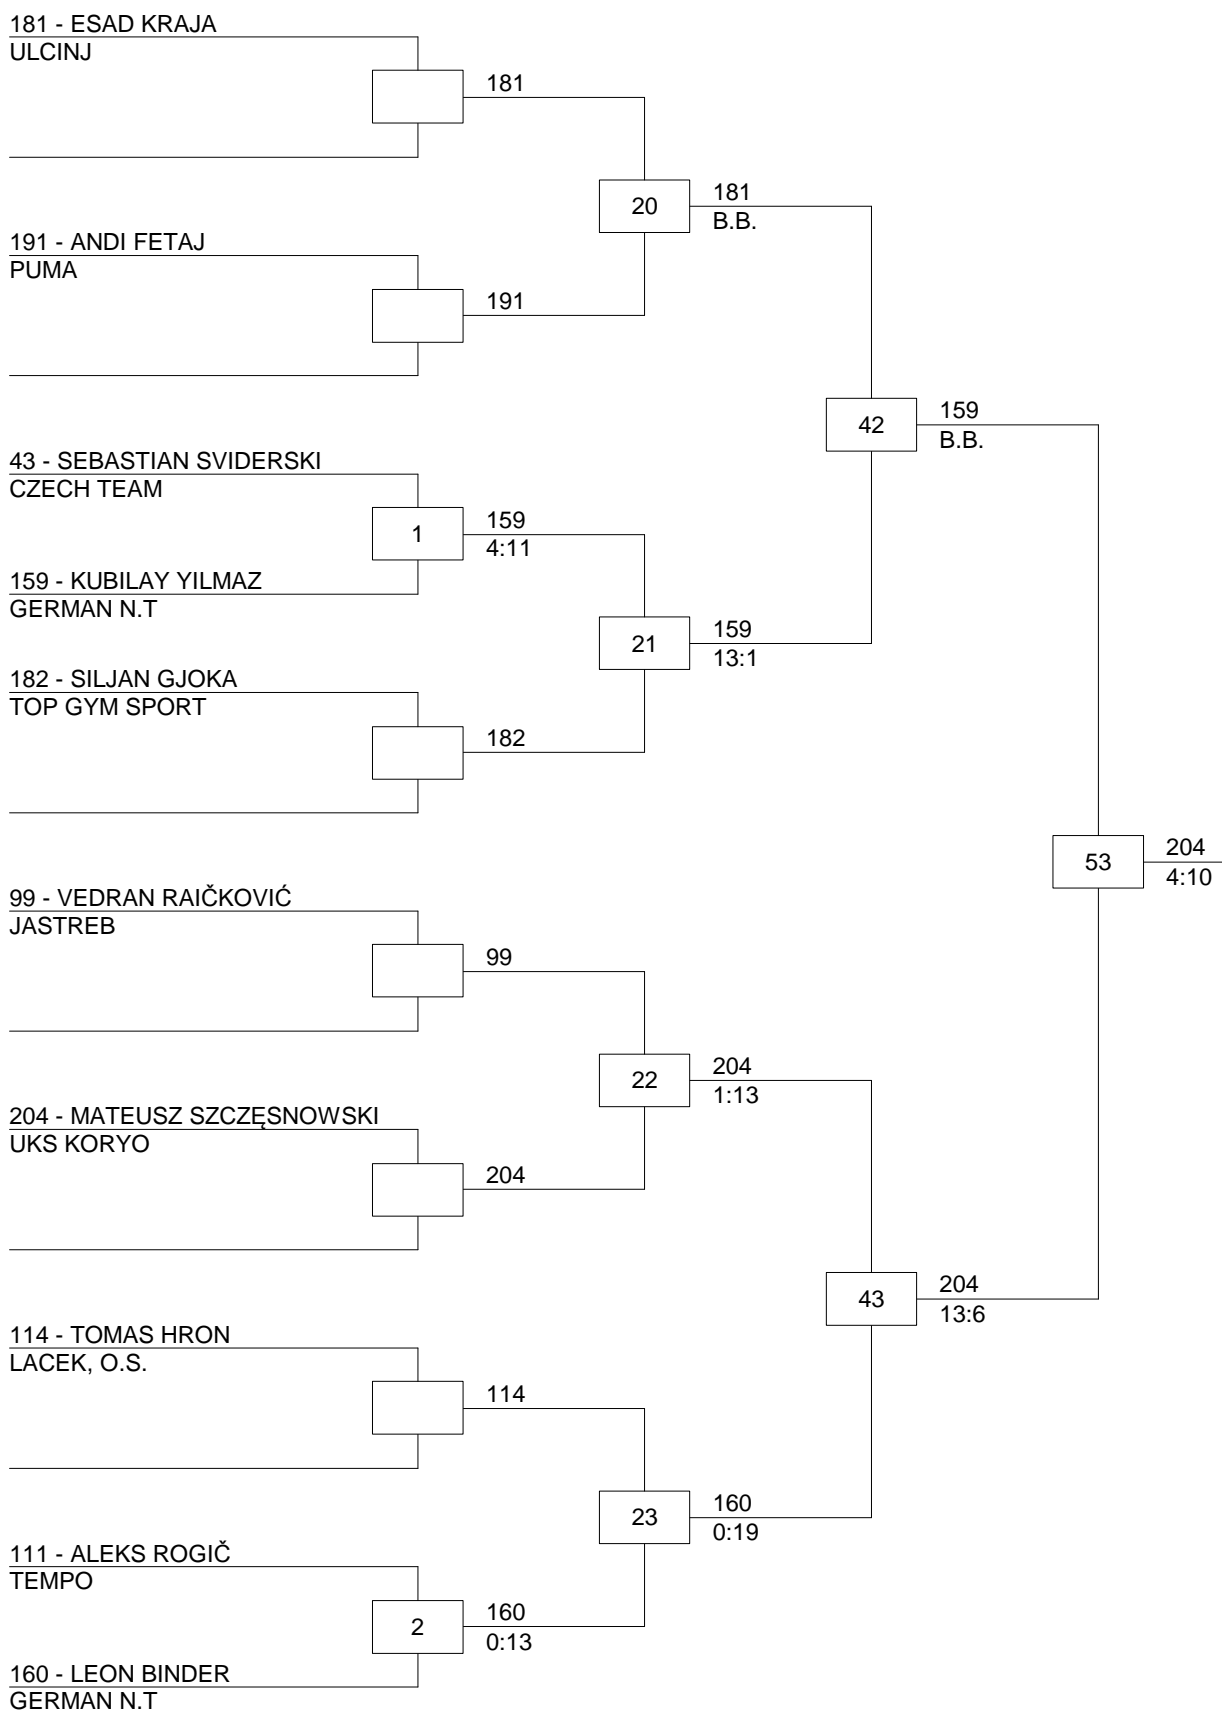 181 - ESAD KRAJA
ULCINJ
181
20
181
B.B.
191 - ANDI FETAJ
PUMA
191
42
159
B.B.
43 - SEBASTIAN SVIDERSKI
CZECH TEAM
1
159
4:11
159 - KUBILAY YILMAZ
GERMAN N.T
21
159
13:1
182 - SILJAN GJOKA
TOP GYM SPORT
182
53
204
4:10
99 - VEDRAN RAIČKOVIĆ
JASTREB
99
22
204
1:13
204 - MATEUSZ SZCZĘSNOWSKI
UKS KORYO
204
43
204
13:6
114 - TOMAS HRON
LACEK, O.S.
114
23
160
0:19
111 - ALEKS ROGIČ
TEMPO
2
160
0:13
160 - LEON BINDER
GERMAN N.T